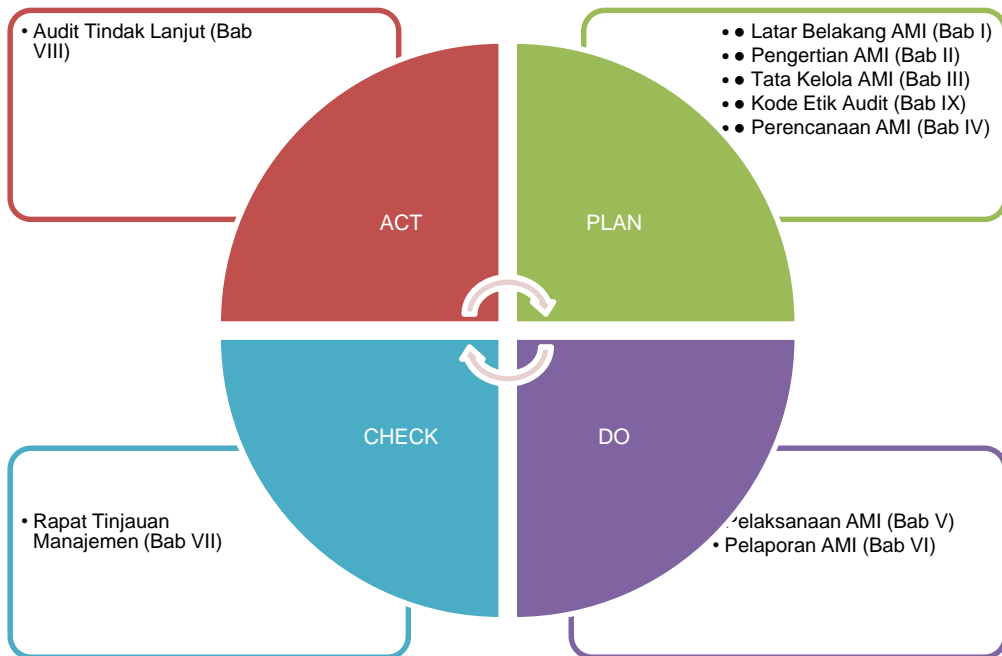 • Audit Tindak Lanjut (Bab
VIII)
• ● Latar Belakang AMI (Bab I)
• ● Pengertian AMI (Bab II)
• ● Tata Kelola AMI (Bab III)
• ● Kode Etik Audit (Bab IX)
• ● Perencanaan AMI (Bab IV)
ACT
PLAN
CHECK
DO
• Rapat Tinjauan
Manajemen (Bab VII)
Pelaksanaan AMI (Bab V)
• Pelaporan AMI (Bab VI)